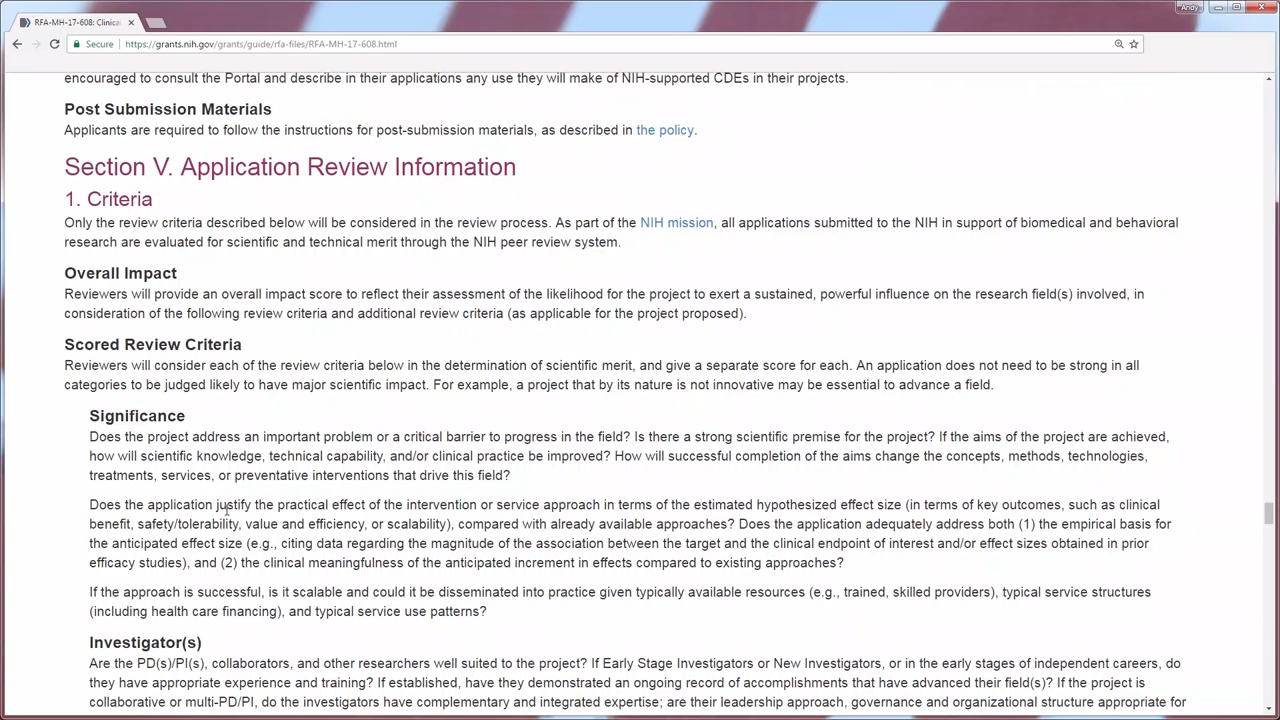 Andy
RFA-MH-17-608: Clinical
Secure https://grants.nih.gov/grants/guide/rfa-files/RFA-MH-17-608.html
encouraged to consult the Portal and describe in their applications any use they will make of NIH-supported CDEs in their projects.
Post Submission Materials
Applicants are required to follow the instructions for post-submission materials, as described in the policy.
Section V. Application Review Information
1. Criteria
Only the review criteria described below will be considered in the review process. As part of the NIH mission, all applications submitted to the NIH in support of biomedical and behavioral
research are evaluated for scientific and technical merit through the NIH peer review system.
Overall Impact
Reviewers will provide an overall impact score to reflect their assessment of the likelihood for the project to exert a sustained, powerful influence on the research field(s) involved, in
consideration of the following review criteria and additional review criteria (as applicable for the project proposed).
Scored Review Criteria
Reviewers will consider each of the review criteria below in the determination of scientific merit, and give a separate score for each. An application does not need to be strong in all
categories to be judged likely to have major scientific impact. For example, a project that by its nature is not innovative may be essential to advance a field.
Significance
Does the project address an important problem or a critical barrier to progress in the field? Is there a strong scientific premise for the project? If the aims of the project are achieved,
how will scientific knowledge, technical capability, and/or clinical practice be improved? How will successful completion of the aims change the concepts, methods, technologies,
treatments, services, or preventative interventions that drive this field?
Does the application justify the practical effect of the intervention or service approach in terms of the estimated hypothesized effect size (in terms of key outcomes, such as clinical
benefit, safety/tolerability, value and efficiency, or scalability), compared with already available approaches? Does the application adequately address both (1) the empirical basis for
the anticipated effect size (e.g., citing data regarding the magnitude of the association between the target and the clinical endpoint of interest and/or effect sizes obtained in prior
efficacy studies), and (2) the clinical meaningfulness of the anticipated increment in effects compared to existing approaches?
If the approach is successful, is it scalable and could it be disseminated into practice given typically available resources (e.g., trained, skilled providers), typical service structures
(including health care financing), and typical service use patterns?
Investigator(s)
Are the PD(s)/PI(s), collaborators, and other researchers well suited to the project? If Early Stage Investigators or New Investigators, or in the early stages of independent careers, do
they have appropriate experience and training? If established, have they demonstrated an ongoing record of accomplishments that have advanced their field(s)? If the project is
collaborative or multi-PD/PI, do the investigators have complementary and integrated expertise; are their leadership approach, governance and organizational structure appropriate for